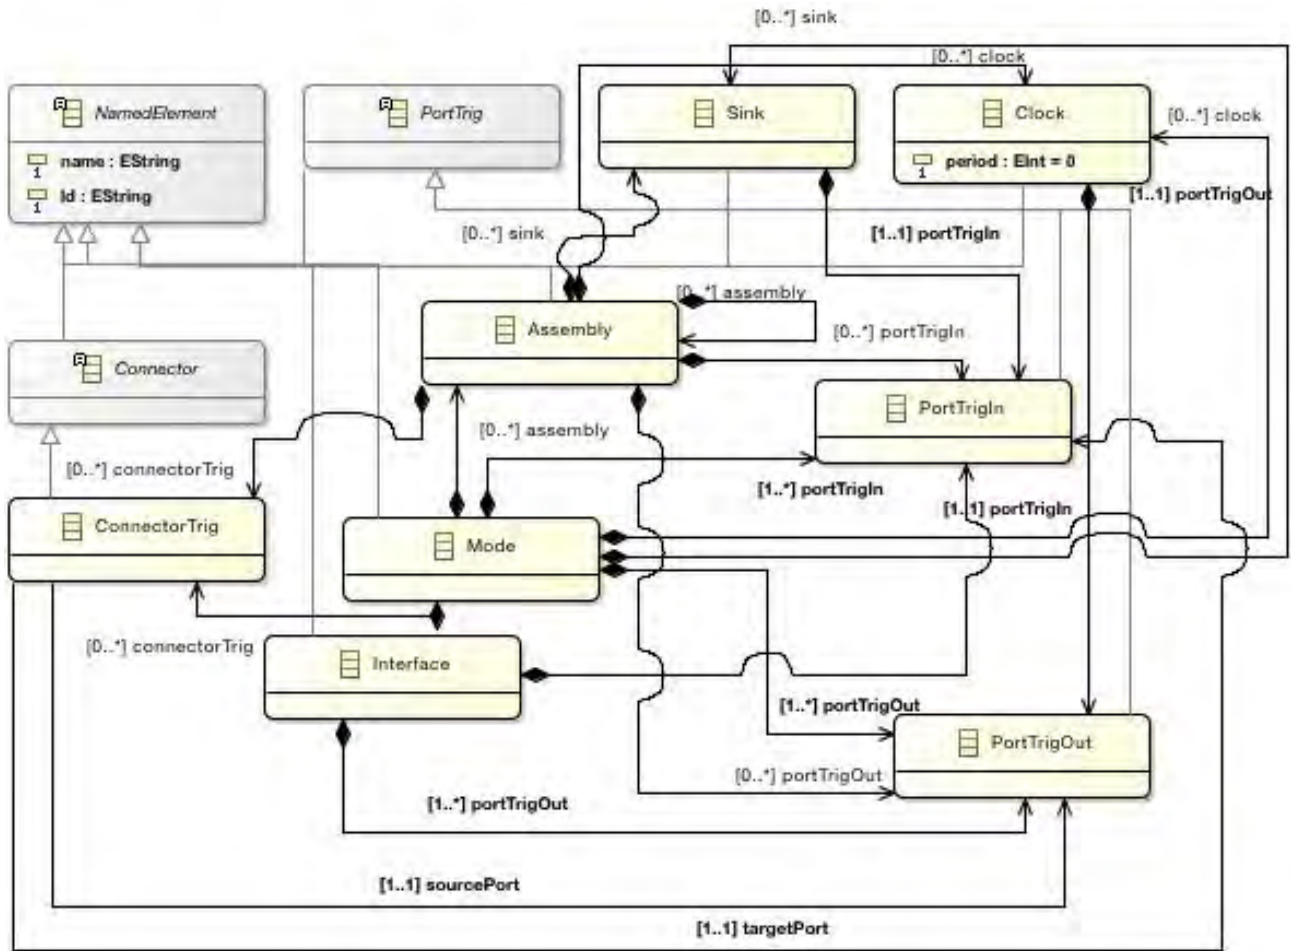 [0..*] sink
[0..*] clock
NamedElement
name : EString
Id : EString
PortTrig
Sink
Clock
period : EInt = 0
[0..*] clock
[1..1] portTrigOut
[0..*] sink
[1..1] portTrigIn
[0..*] assembly
Assembly
[0..*] portTrigIn
Connector
PortTrigIn
[0..*] assembly
[0..*] connectorTrig
[1..*] portTrigIn
[1..1] portTrigIn
ConnectorTrig
Mode
[0..*] connectorTrig
Interface
[1..*] portTrigOut
PortTrigOut
[0..*] portTrigOut
[1..*] portTrigOut
[1..1] sourcePort
[1..1] targetPort